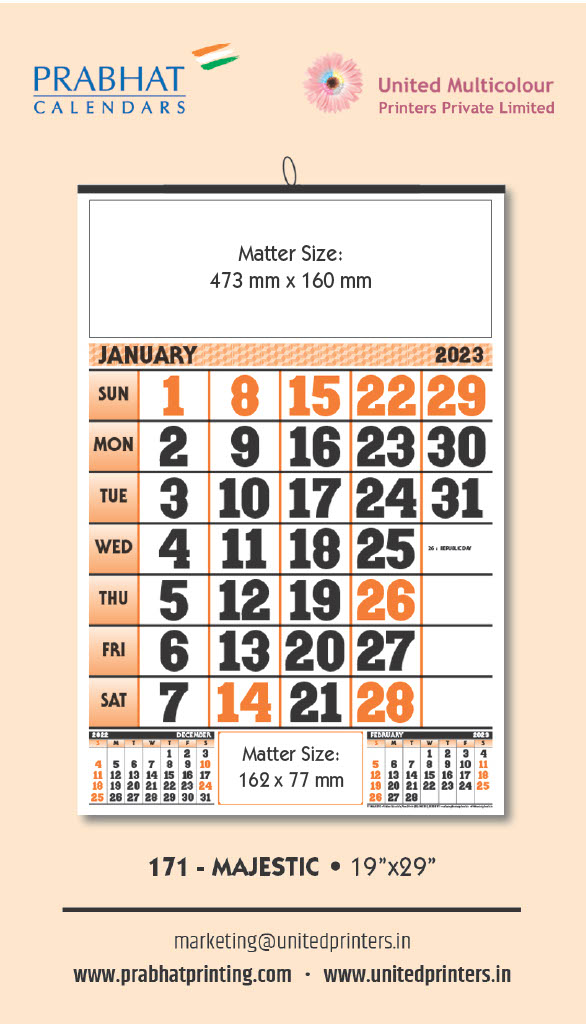 PRABHAT
CALENDARS
United Multicolour
Printers Private Limited
Matter Size:
473 mm x 160 mm
JANUARY 2023
SUN 1 8 15 22 29
MON 2 9 16 23 30
TUE 3 10 17 24 31
WED 4 11 18 25 26 : REPUBLIC DAY
THU 5 12 19 26
FRI 6 13 20 27
SAT 7 14 21 28
2022 DECEMBER
S M T W T F S
1 2 3
4 5 6 7 8 9 10
11 12 13 14 15 16 17
18 19 20 21 22 23 24
25 26 27 28 29 30 31
Matter Size:
162 x 77 mm
FEBRUARY 2023
S M T W T F S
1 2 3 4
5 6 7 8 9 10 11
12 13 14 15 16 17 18
19 20 21 22 23 24 25
26 27 28
171 - MAJESTIC • 19”x29”
marketing@unitedprinters.in
www.prabhatprinting.com · www.unitedprinters.in